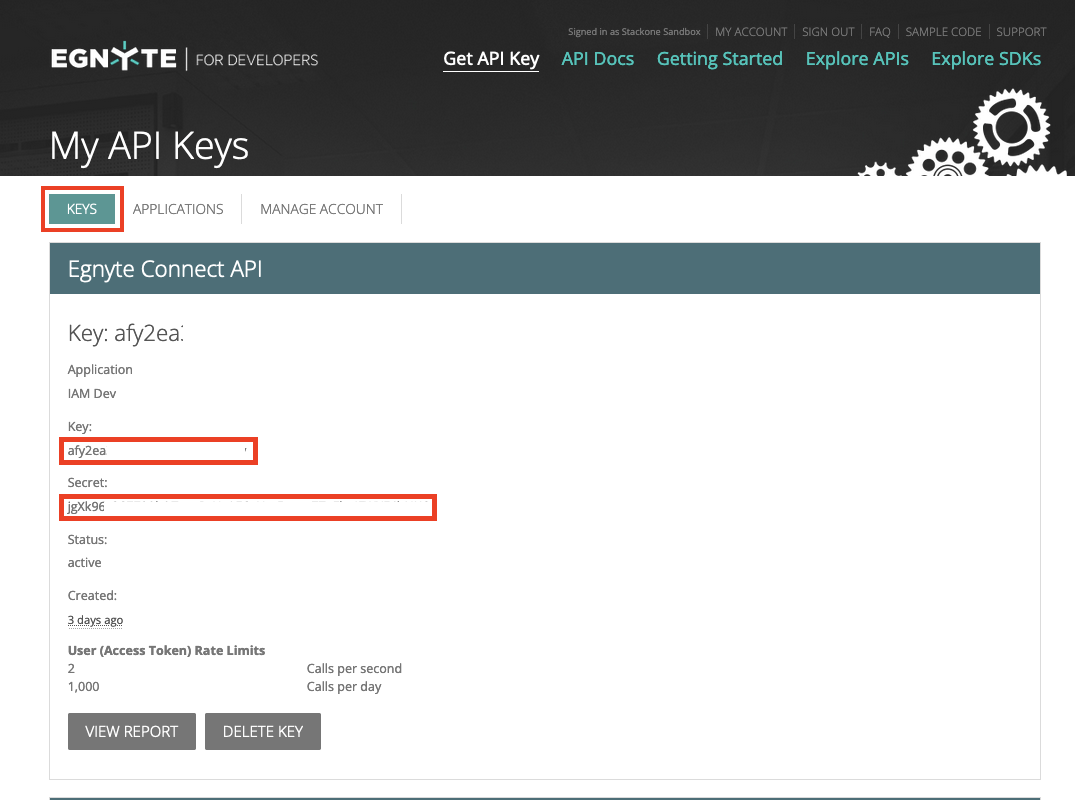 Signed in as Stackone Sandbox MY ACCOUNT SIGN OUT FAQ SAMPLE CODE SUPPORT
EGNYTE FOR DEVELOPERS
Get API Key API Docs Getting Started Explore APIs Explore SDKs
My API Keys
KEYS APPLICATIONS MANAGE ACCOUNT
Egnyte Connect API
Key: afy2ea
Application
IAM Dev
Key:
afy2ea
Secret:
jgXk96
Status:
active
Created:
3 days ago
User (Access Token) Rate Limits
2 Calls per second
1,000 Calls per day
VIEW REPORT DELETE KEY